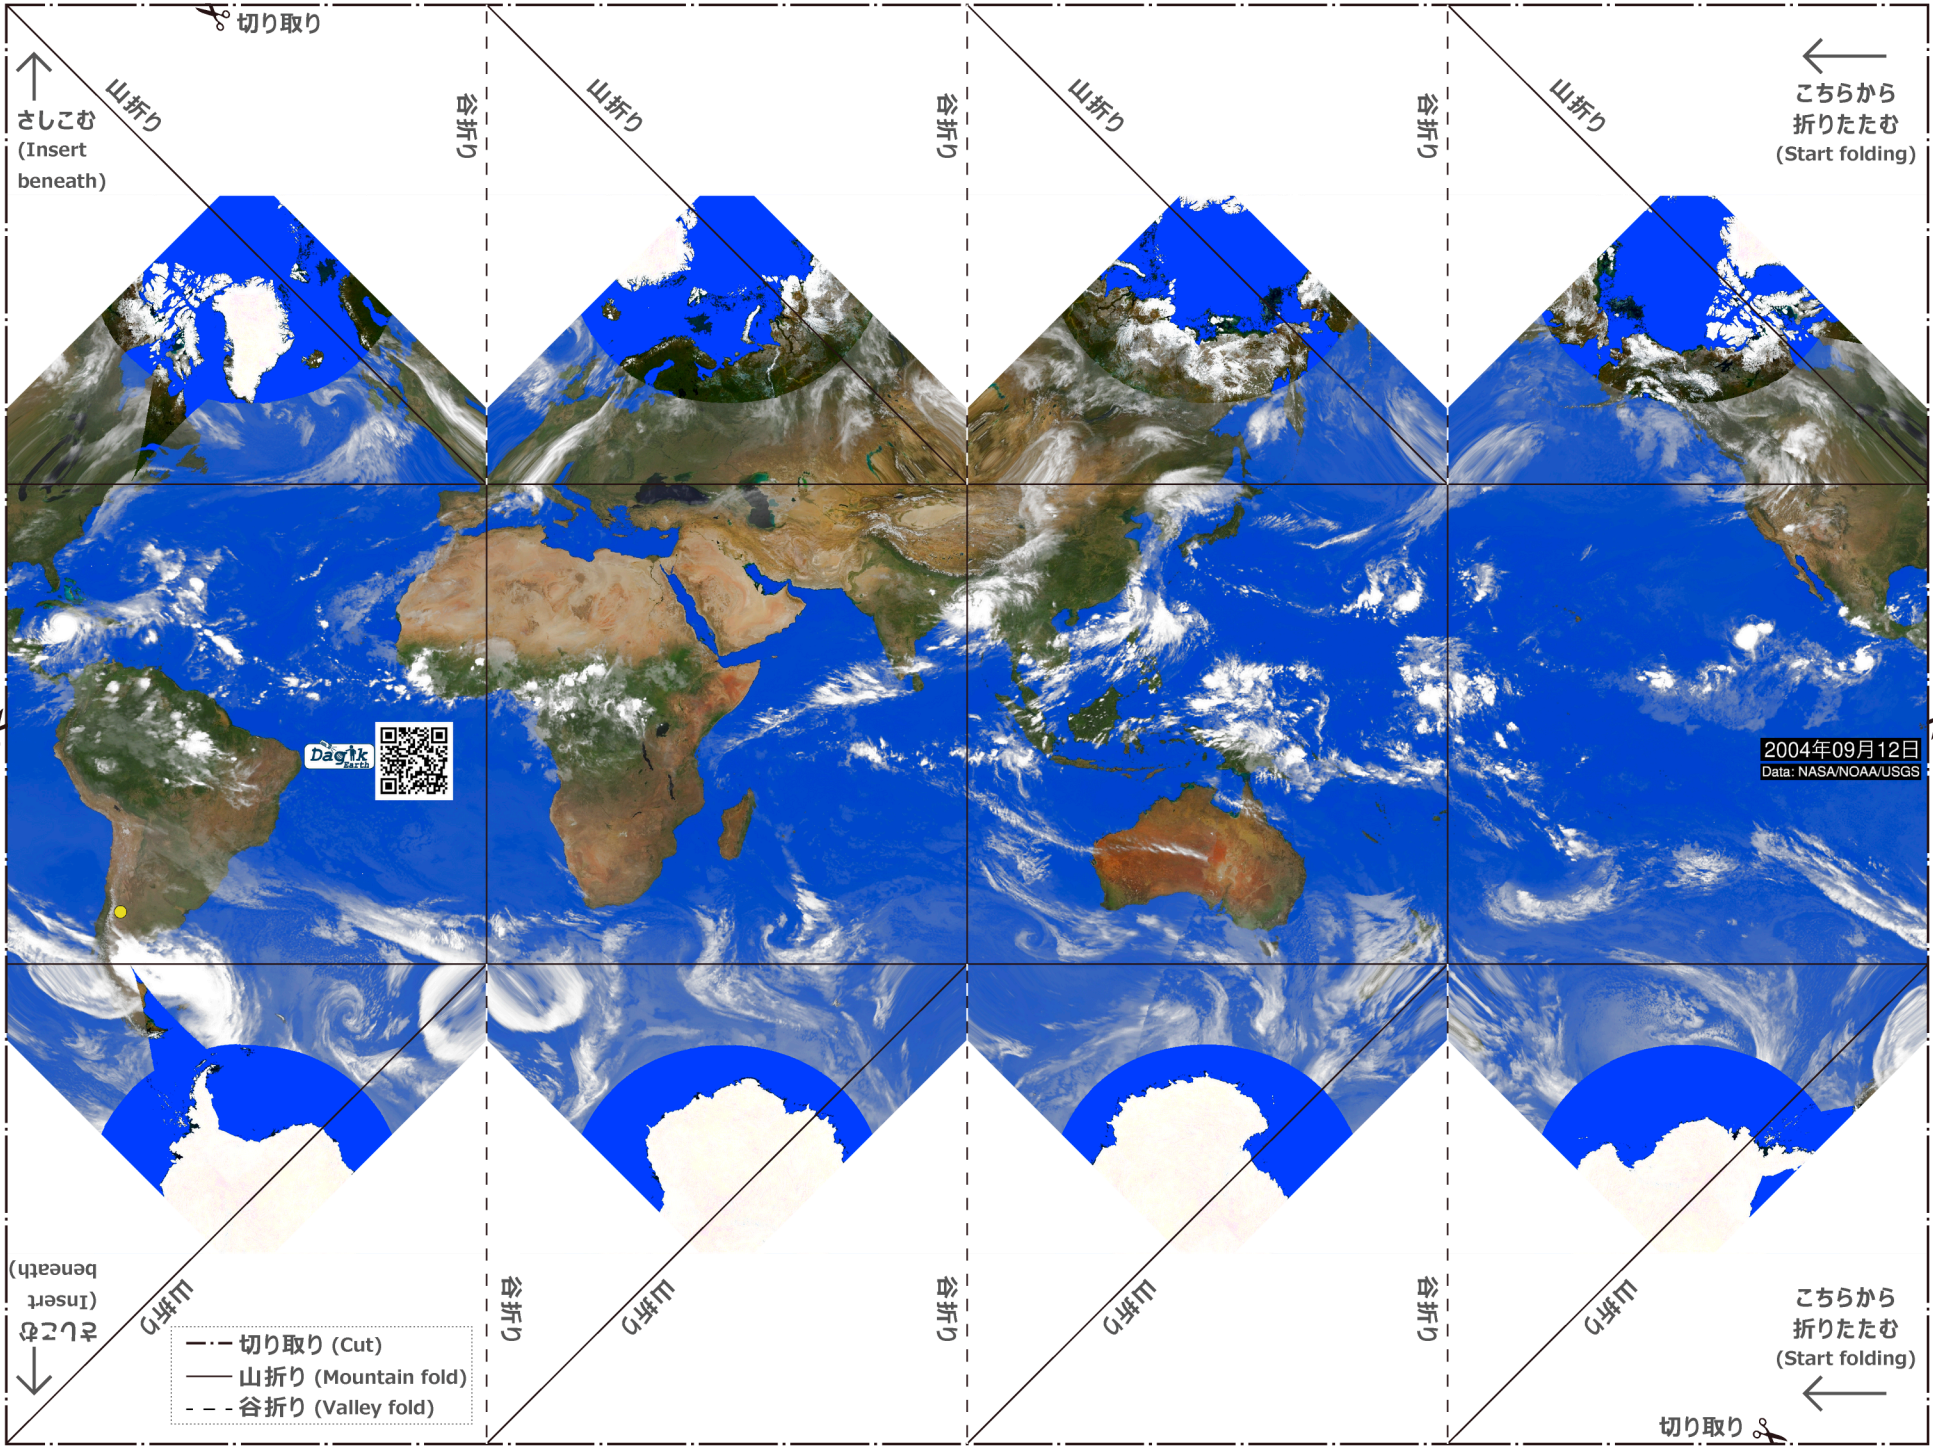 切り取り
山折り
谷折り
山折り
谷折り
山折り
谷折り
山折り
さしこむ
(Insert
beneath)
こちらから
折りたたむ
(Start folding)
Dagik
Earth
2004年09月12日
Data: NASA/NOAA/USGS
さしこむ
(Insert
beneath)
山折り
谷折り
山折り
谷折り
山折り
谷折り
山折り
こちらから
折りたたむ
(Start folding)
切り取り (Cut)
山折り (Mountain fold)
谷折り (Valley fold)
切り取り